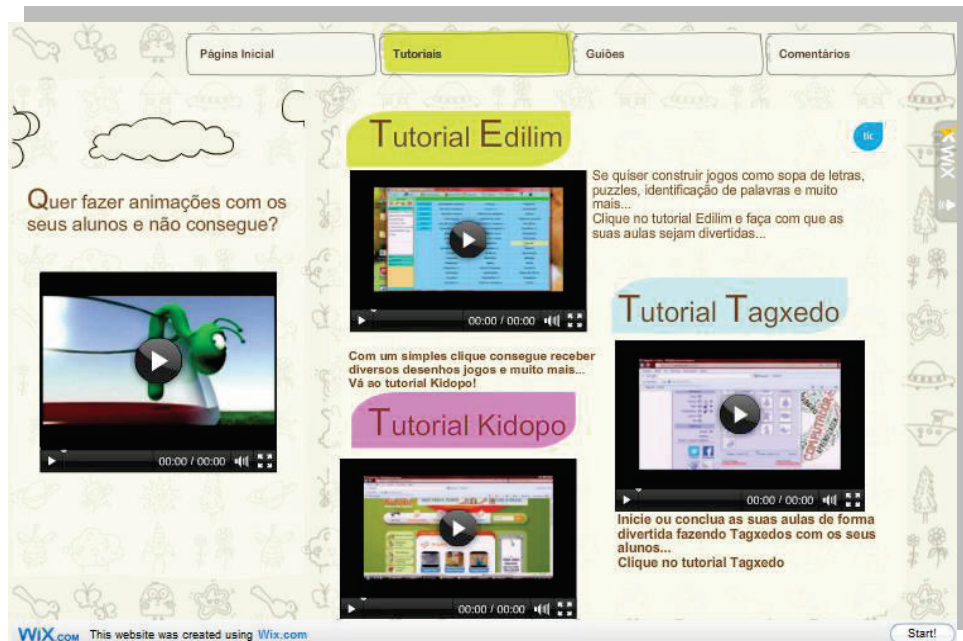 Página Inicial
Tutoriais
Guiões
Comentários
Quer fazer animações com os
seus alunos e não consegue?
00:00 / 00:00
Tutorial Edilim
00:00 / 00:00
tic
Se quiser construir jogos como sopa de letras,
puzzles, identificação de palavras e muito
mais...
Clique no tutorial Edilim e faça com que as
suas aulas sejam divertidas...
Com um simples clique consegue receber
diversos desenhos jogos e muito mais...
Vá ao tutorial Kidopo!
Tutorial Kidopo
00:00 / 00:00
Tutorial Tagxedo
COMPUTADOR
00:00 / 00:00
Inicie ou conclua as suas aulas de forma
divertida fazendo Tagxedos com os seus
alunos...
Clique no tutorial Tagxedo
WiX
WiX.COM This website was created using Wix.com
Start!